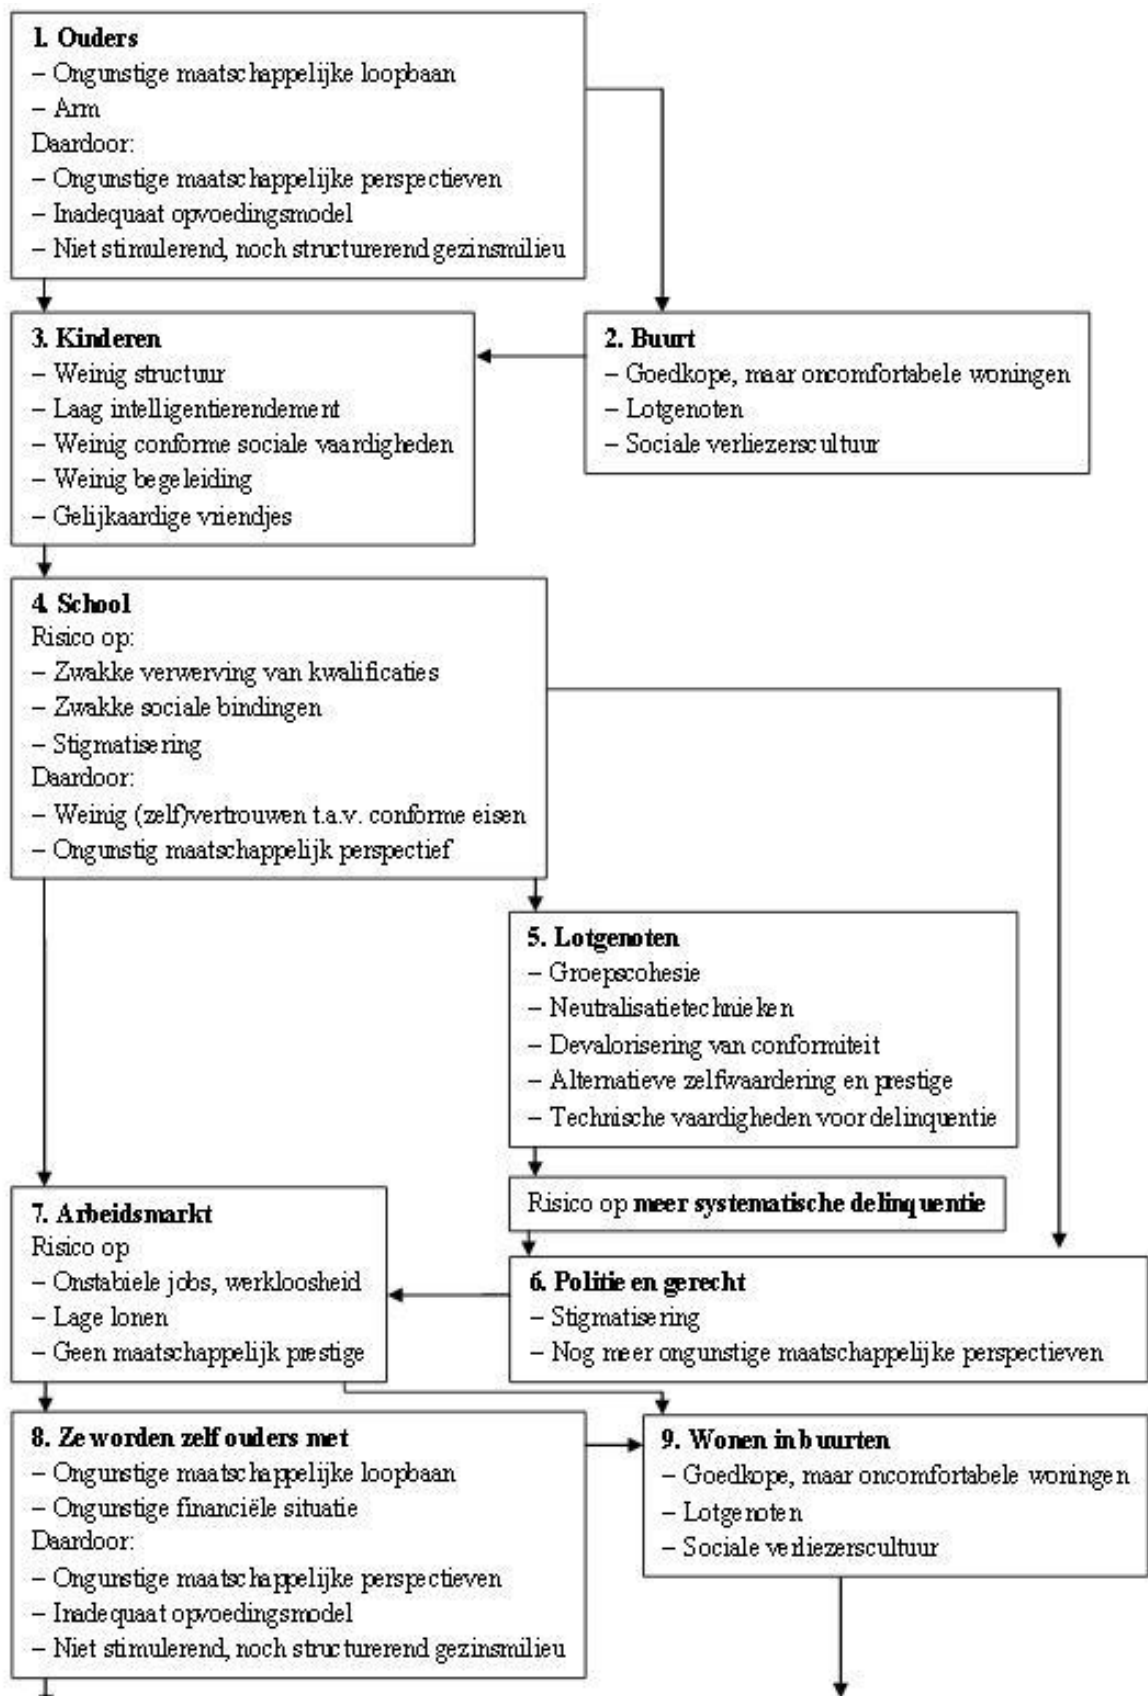 1. Ouders
– Ongunstige maatschappelijke loopbaan
– Arm
Daardoor:
– Ongunstige maatschappelijke perspectieven
– Inadequaat opvoedingsmodel
– Niet stimulerend, noch structurerend gezinsmilieu
2. Buurt
– Goedkope, maar oncomfortabele woningen
– Lotgenoten
– Sociale verliezerscultuur
3. Kinderen
– Weinig structuur
– Laag intelligentierendement
– Weinig conforme sociale vaardigheden
– Weinig begeleiding
– Gelijkaardige vriendjes
4. School
Risico op:
– Zwakke verwerving van kwalificaties
– Zwakke sociale bindingen
– Stigmatisering
Daardoor:
– Weinig (zelf)vertrouwen t.a.v. conforme eisen
– Ongunstig maatschappelijk perspectief
5. Lotgenoten
– Groepscohesie
– Neutralisatietechnieken
– Devalorisering van conformiteit
– Alternatieve zelfwaardering en prestige
– Technische vaardigheden voor delinquentie
Risico op meer systematische delinquentie
6. Politie en gerecht
– Stigmatisering
– Nog meer ongunstige maatschappelijke perspectieven
7. Arbeidsmarkt
Risico op
– Onstabiele jobs, werkloosheid
– Lage lonen
– Geen maatschappelijk prestige
8. Ze worden zelf ouders met
– Ongunstige maatschappelijke loopbaan
– Ongunstige financiële situatie
Daardoor:
– Ongunstige maatschappelijke perspectieven
– Inadequaat opvoedingsmodel
– Niet stimulerend, noch structurerend gezinsmilieu
9. Wonen in buurten
– Goedkope, maar oncomfortabele woningen
– Lotgenoten
– Sociale verliezerscultuur